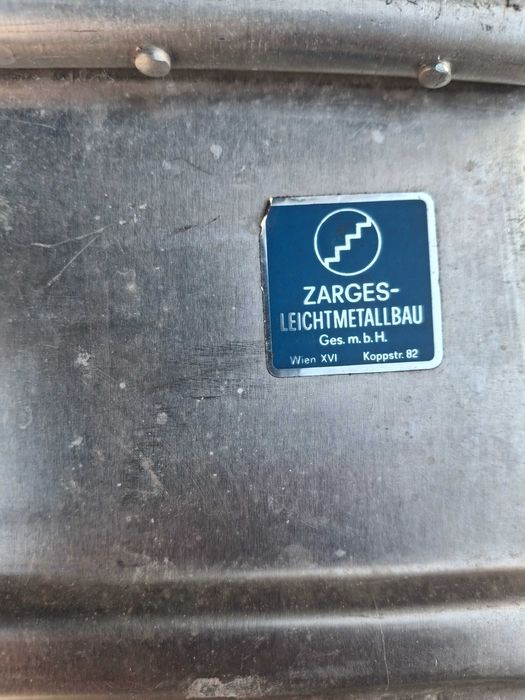 ZARGES-
LEICHTMETALLBAU
Ges. m. b. H.
Wien XVI Koppstr. 82